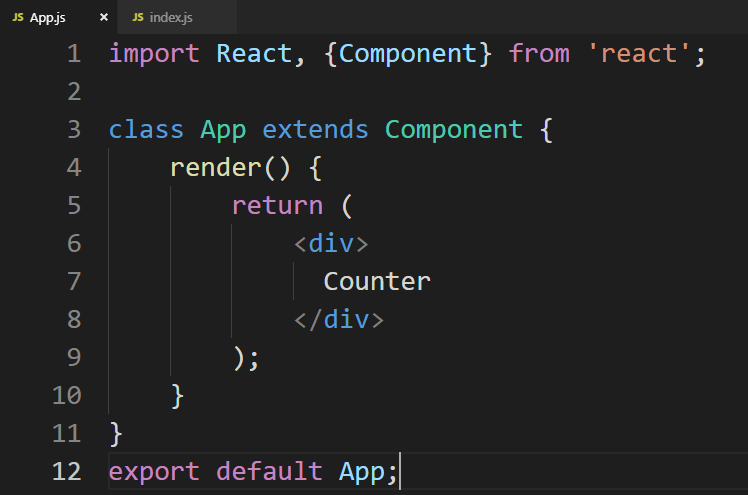 JS App.js × JS index.js
1 import React, {Component} from 'react';
2
3 class App extends Component {
4 render() {
5 return (
6 <div>
7 Counter
8 </div>
9 );
10 }
11 }
12 export default App;